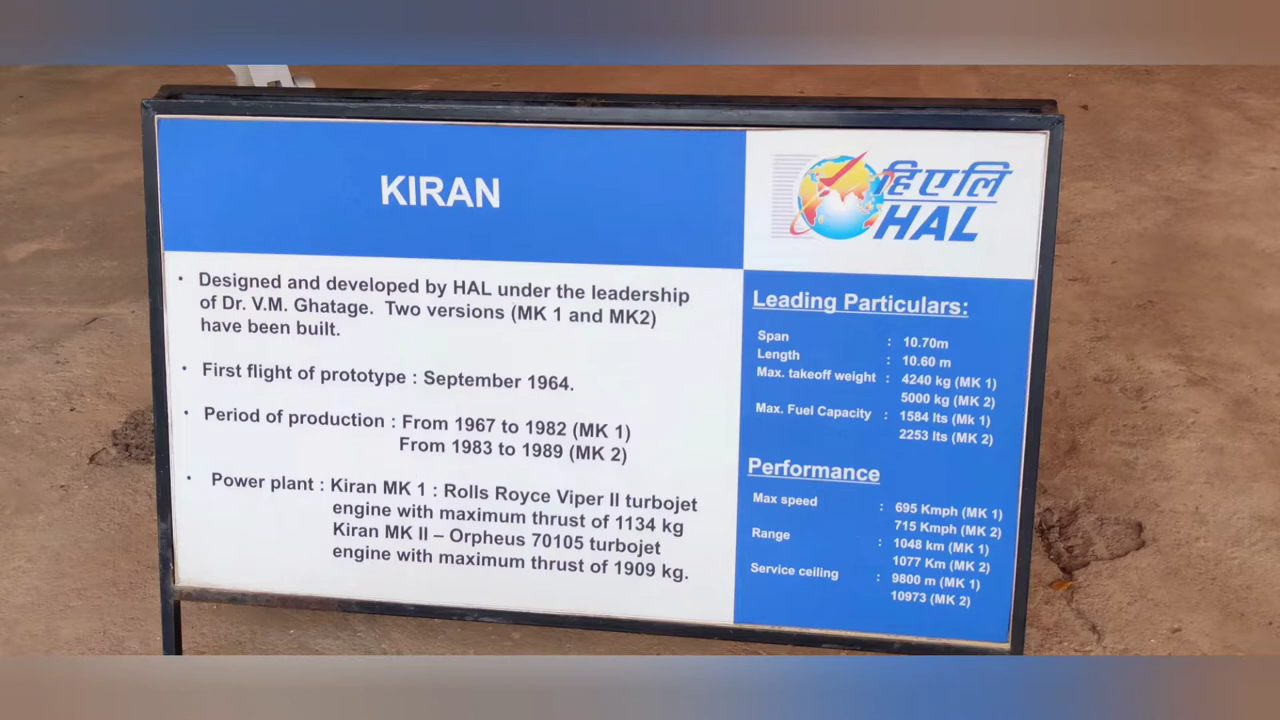 KIRAN
हिएलि
HAL
• Designed and developed by HAL under the leadership
of Dr. V.M. Ghatage. Two versions (MK 1 and MK2)
have been built.
• First flight of prototype : September 1964.
• Period of production : From 1967 to 1982 (MK 1)
From 1983 to 1989 (MK 2)
• Power plant : Kiran MK 1 : Rolls Royce Viper II turbojet
engine with maximum thrust of 1134 kg
Kiran MK II – Orpheus 70105 turbojet
engine with maximum thrust of 1909 kg.
Leading Particulars:
Span : 10.70m
Length : 10.60 m
Max. takeoff weight : 4240 kg (MK 1)
5000 kg (MK 2)
Max. Fuel Capacity : 1584 lts (Mk 1)
2253 lts (MK 2)
Performance
Max speed : 695 Kmph (MK 1)
715 Kmph (MK 2)
Range : 1048 km (MK 1)
1077 Km (MK 2)
Service ceiling : 9800 m (MK 1)
10973 (MK 2)